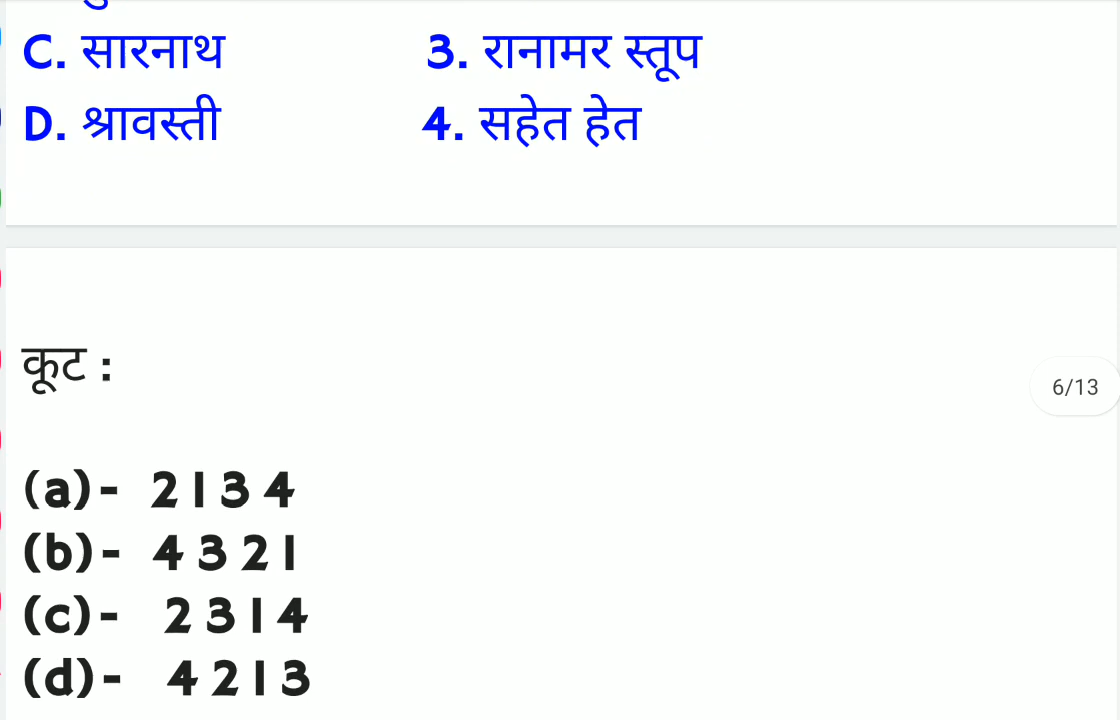 C. सारनाथ 3. रानामर स्तूप
D. श्रावस्ती 4. सहेत हेत
कूट :
6/13
(a)- 2 1 3 4
(b)- 4 3 2 1
(c)- 2 3 1 4
(d)- 4 2 1 3